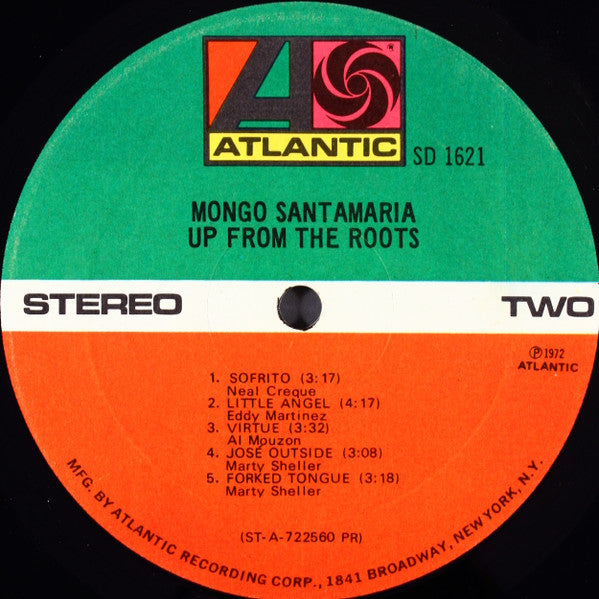 ATLANTIC
®
SD 1621
MONGO SANTAMARIA
UP FROM THE ROOTS
STEREO
TWO
℗1972
ATLANTIC
1. SOFRITO (3:17)
Neal Creque
2. LITTLE ANGEL (4:17)
Eddy Martinez
3. VIRTUE (3:32)
Al Mouzon
4. JOSÉ OUTSIDE (3:08)
Marty Sheller
5. FORKED TONGUE (3:18)
Marty Sheller
(ST-A-722560 PR)
MFG. BY ATLANTIC RECORDING CORP., 1841 BROADWAY, NEW YORK, N.Y.